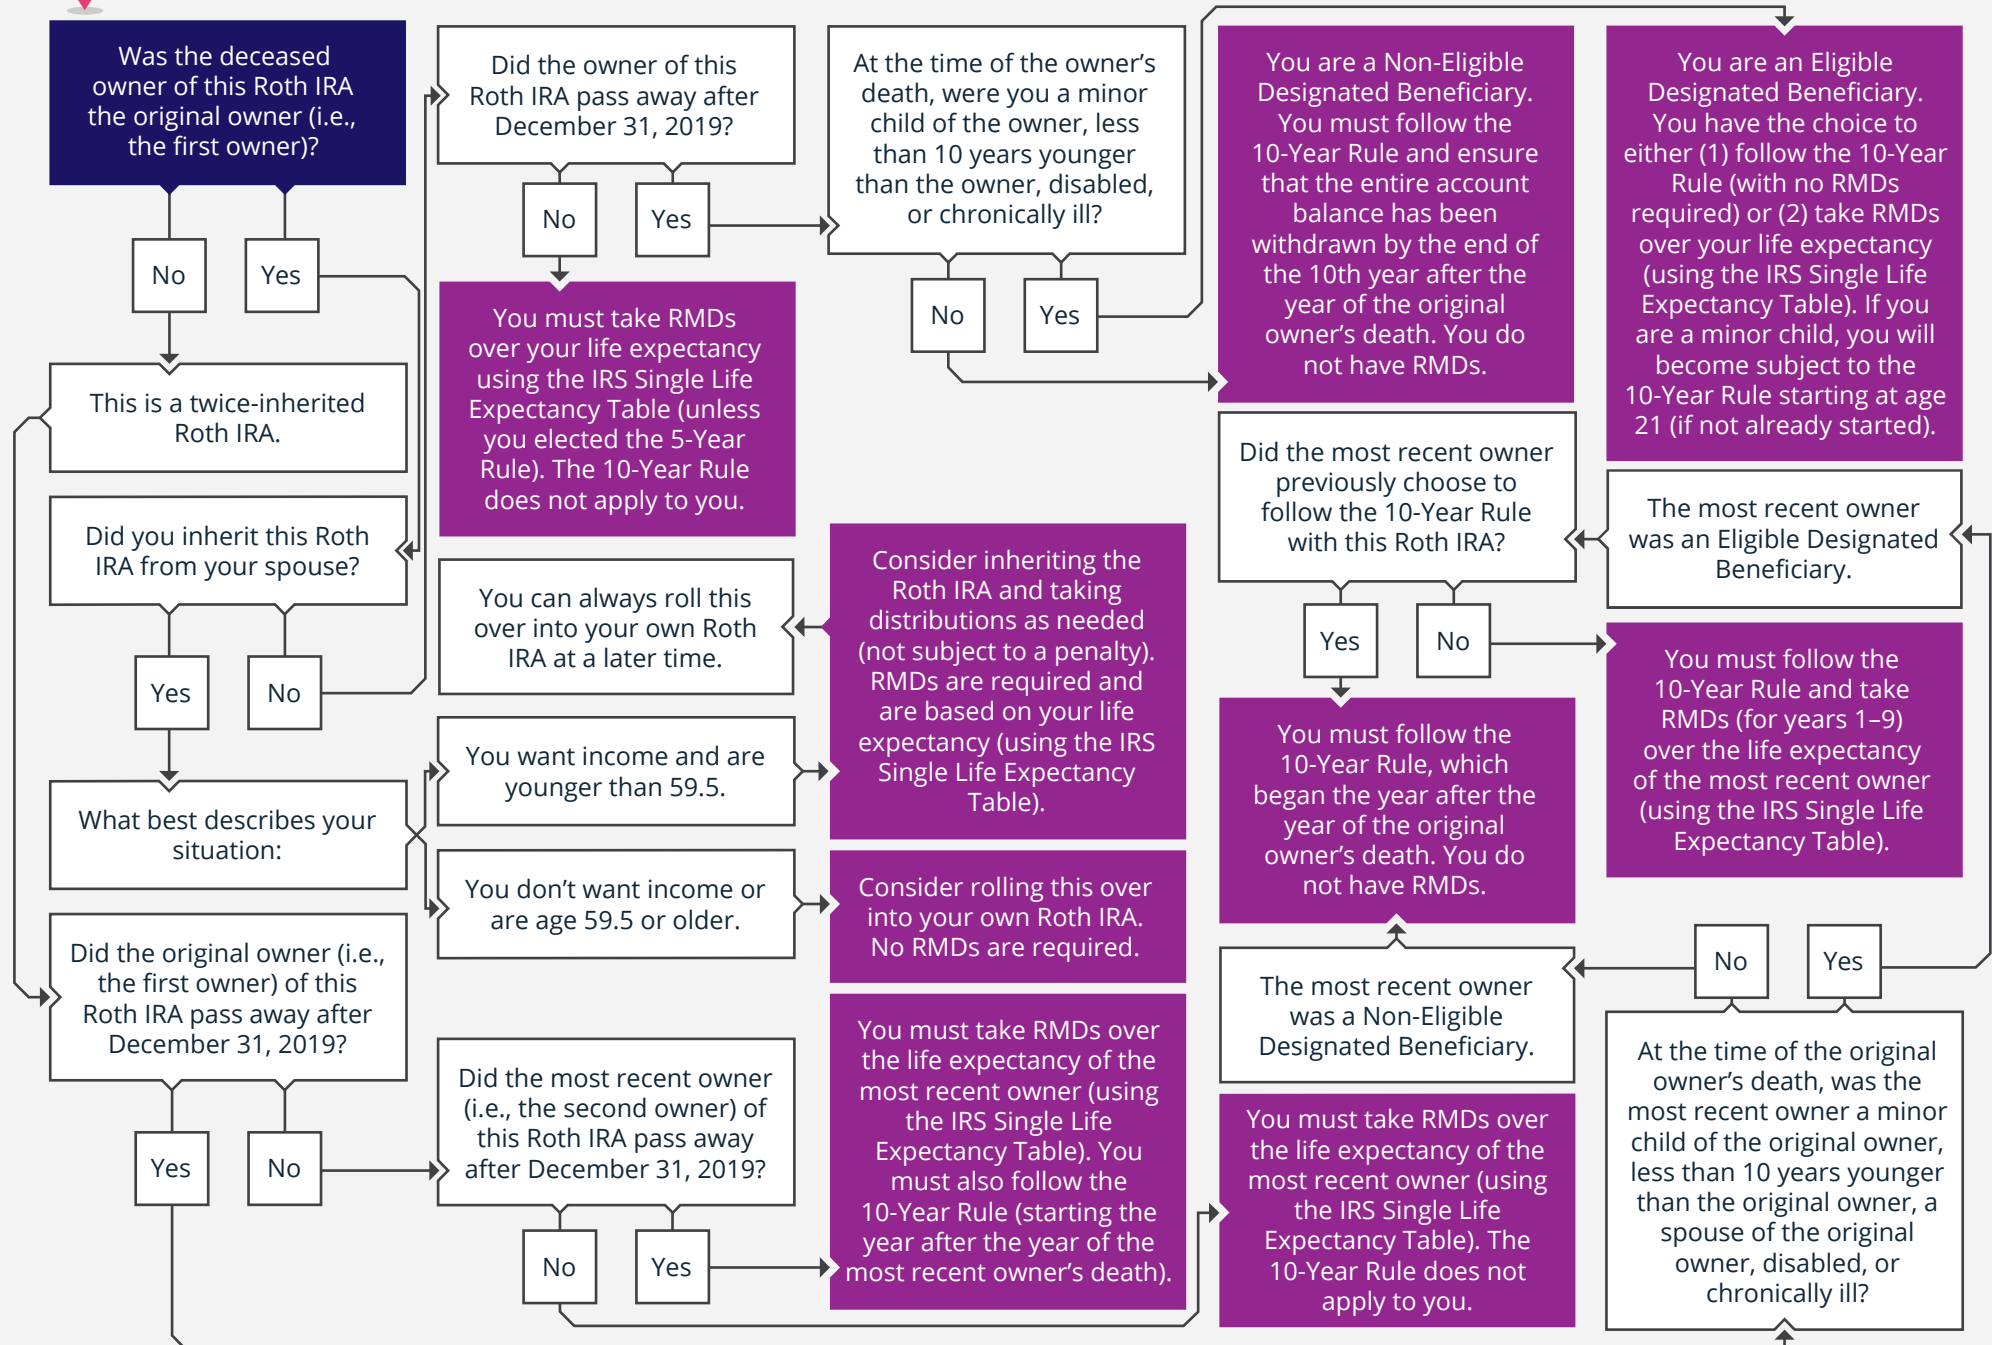 Was the deceased
owner of this Roth IRA
the original owner (i.e.,
the first owner)?
No
Yes
This is a twice-inherited
Roth IRA.
Did you inherit this Roth
IRA from your spouse?
Yes
No
What best describes your
situation:
Did the original owner (i.e.,
the first owner) of this
Roth IRA pass away after
December 31, 2019?
Yes
No
Did the owner of this
Roth IRA pass away after
December 31, 2019?
No
Yes
You must take RMDs
over your life expectancy
using the IRS Single Life
Expectancy Table (unless
you elected the 5-Year
Rule). The 10-Year Rule
does not apply to you.
You can always roll this
over into your own Roth
IRA at a later time.
You want income and are
younger than 59.5.
You don’t want income or
are age 59.5 or older.
Did the most recent owner
(i.e., the second owner) of
this Roth IRA pass away
after December 31, 2019?
No
Yes
At the time of the owner’s
death, were you a minor
child of the owner, less
than 10 years younger
than the owner, disabled,
or chronically ill?
No
Yes
Consider inheriting the
Roth IRA and taking
distributions as needed
(not subject to a penalty).
RMDs are required and
are based on your life
expectancy (using the IRS
Single Life Expectancy
Table).
Consider rolling this over
into your own Roth IRA.
No RMDs are required.
You must take RMDs over
the life expectancy of the
most recent owner (using
the IRS Single Life
Expectancy Table). You
must also follow the
10-Year Rule (starting the
year after the year of the
most recent owner’s death).
You are a Non-Eligible
Designated Beneficiary.
You must follow the
10-Year Rule and ensure
that the entire account
balance has been
withdrawn by the end of
the 10th year after the
year of the original
owner’s death. You do
not have RMDs.
Did the most recent owner
previously choose to
follow the 10-Year Rule
with this Roth IRA?
Yes
No
You must follow the
10-Year Rule, which
began the year after the
year of the original
owner’s death. You do
not have RMDs.
The most recent owner
was a Non-Eligible
Designated Beneficiary.
You must take RMDs over
the life expectancy of the
most recent owner (using
the IRS Single Life
Expectancy Table). The
10-Year Rule does not
apply to you.
You are an Eligible
Designated Beneficiary.
You have the choice to
either (1) follow the 10-Year
Rule (with no RMDs
required) or (2) take RMDs
over your life expectancy
(using the IRS Single Life
Expectancy Table). If you
are a minor child, you will
become subject to the
10-Year Rule starting at age
21 (if not already started).
The most recent owner
was an Eligible Designated
Beneficiary.
You must follow the
10-Year Rule and take
RMDs (for years 1–9)
over the life expectancy
of the most recent owner
(using the IRS Single Life
Expectancy Table).
No
Yes
At the time of the original
owner’s death, was the
most recent owner a minor
child of the original owner,
less than 10 years younger
than the original owner, a
spouse of the original
owner, disabled, or
chronically ill?